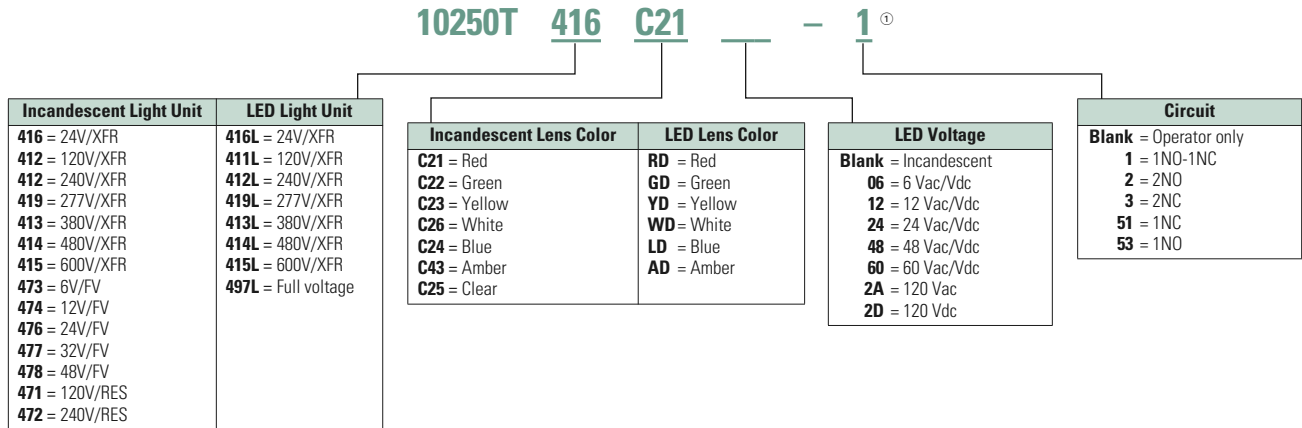 10250T 416 C21 __ – 1 ①
Incandescent Light Unit
416 = 24V/XFR
412 = 120V/XFR
412 = 240V/XFR
419 = 277V/XFR
413 = 380V/XFR
414 = 480V/XFR
415 = 600V/XFR
473 = 6V/FV
474 = 12V/FV
476 = 24V/FV
477 = 32V/FV
478 = 48V/FV
471 = 120V/RES
472 = 240V/RES
LED Light Unit
416L = 24V/XFR
411L = 120V/XFR
412L = 240V/XFR
419L = 277V/XFR
413L = 380V/XFR
414L = 480V/XFR
415L = 600V/XFR
497L = Full voltage
Incandescent Lens Color
C21 = Red
C22 = Green
C23 = Yellow
C26 = White
C24 = Blue
C43 = Amber
C25 = Clear
LED Lens Color
RD = Red
GD = Green
YD = Yellow
WD = White
LD = Blue
AD = Amber
LED Voltage
Blank = Incandescent
06 = 6 Vac/Vdc
12 = 12 Vac/Vdc
24 = 24 Vac/Vdc
48 = 48 Vac/Vdc
60 = 60 Vac/Vdc
2A = 120 Vac
2D = 120 Vdc
Circuit
Blank = Operator only
1 = 1NO-1NC
2 = 2NO
3 = 2NC
51 = 1NC
53 = 1NO